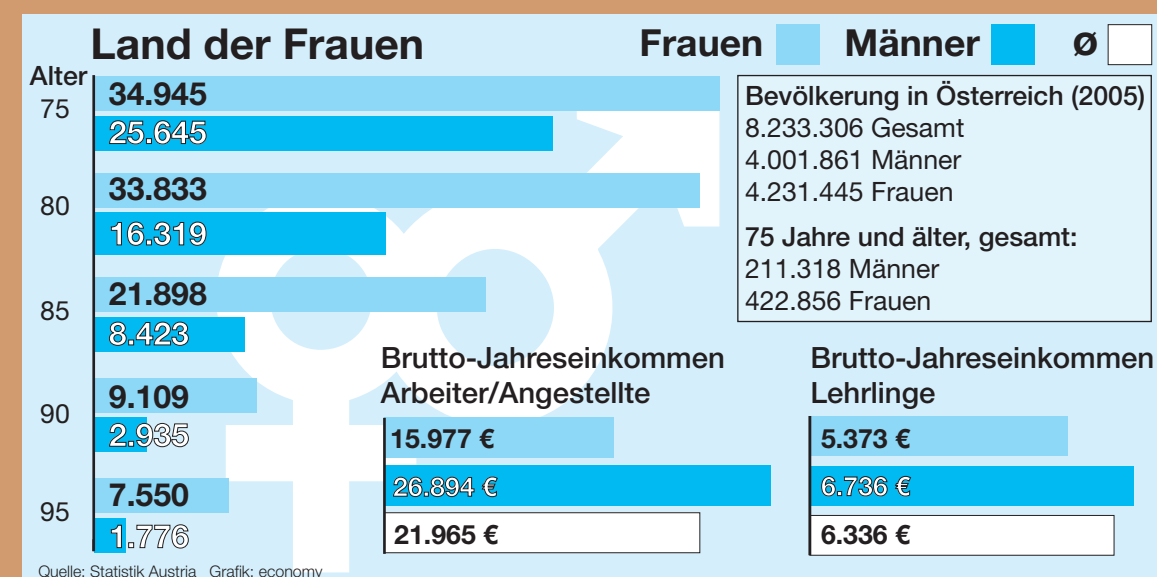 Land der Frauen
Frauen Männer ø
Alter
75
34.945
25.645
80
33.833
16.319
85
21.898
8.423
90
9.109
2.935
95
7.550
1.776
Bevölkerung in Österreich (2005)
8.233.306 Gesamt
4.001.861 Männer
4.231.445 Frauen
75 Jahre und älter, gesamt:
211.318 Männer
422.856 Frauen
Brutto-Jahreseinkommen
Arbeiter/Angestellte
15.977 €
26.894 €
21.965 €
Brutto-Jahreseinkommen
Lehrlinge
5.373 €
6.736 €
6.336 €
Quelle: Statistik Austria Grafik: economy